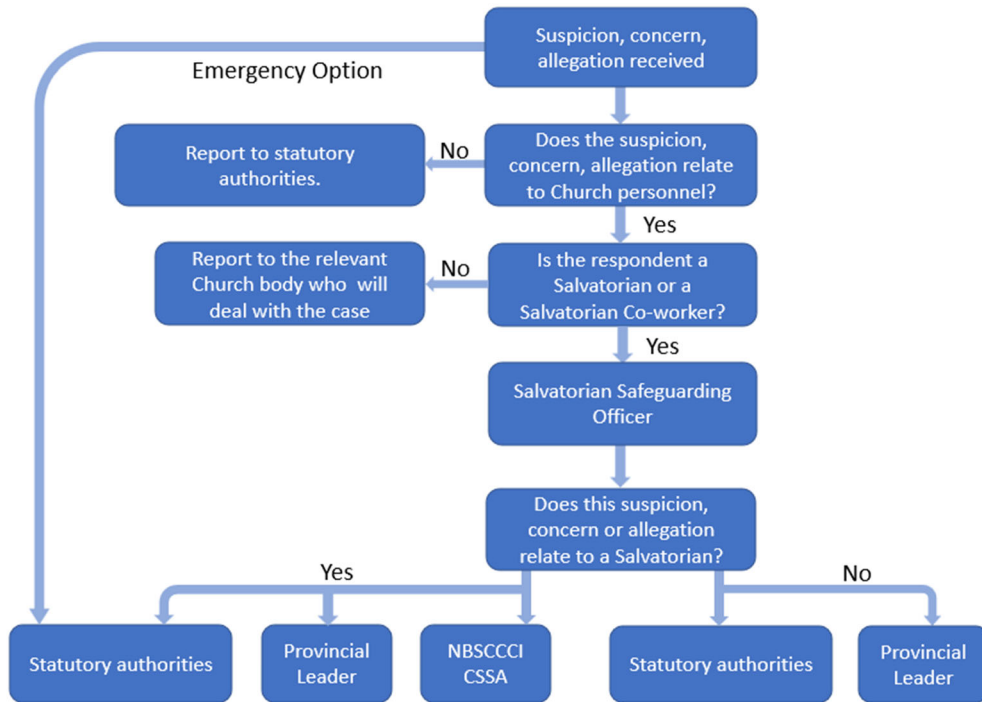 Suspicion, concern,
allegation received
Emergency Option
Does the suspicion,
concern, allegation relate
to Church personnel?
No
Report to statutory
authorities.
Yes
Is the respondent a
Salvatorian or a
Salvatorian Co-worker?
No
Report to the relevant
Church body who will
deal with the case
Yes
Salvatorian Safeguarding
Officer
Does this suspicion,
concern or allegation
relate to a Salvatorian?
Yes
No
Statutory authorities
Provincial
Leader
NBSCCCI
CSSA
Statutory authorities
Provincial
Leader